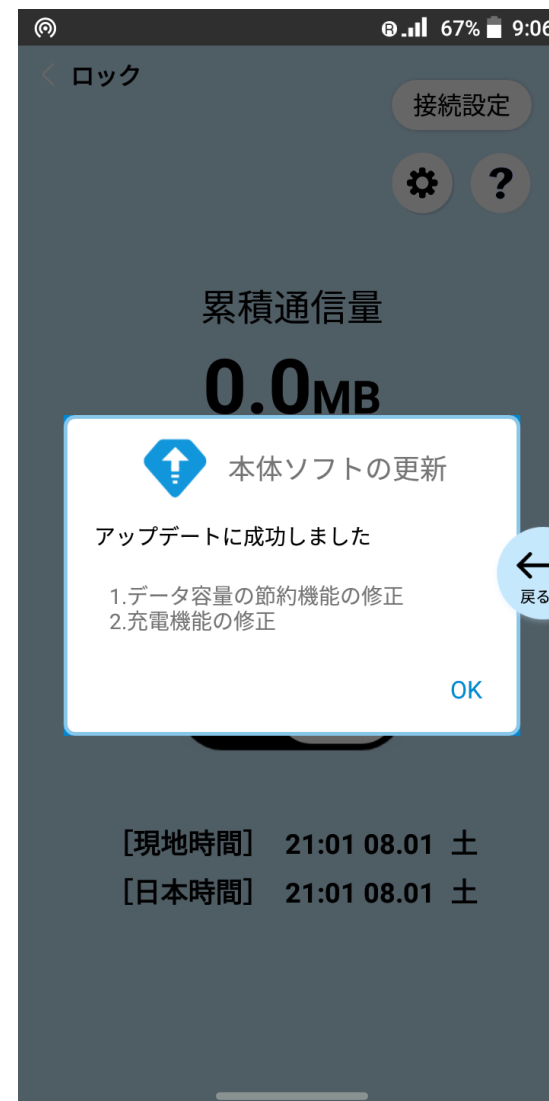 67% 9:06
ロック
接続設定
?
累積通信量
0.0MB
本体ソフトの更新
アップデートに成功しました
1.データ容量の節約機能の修正
2.充電機能の修正
戻る
OK
［現地時間］ 21:01 08.01 土
［日本時間］ 21:01 08.01 土